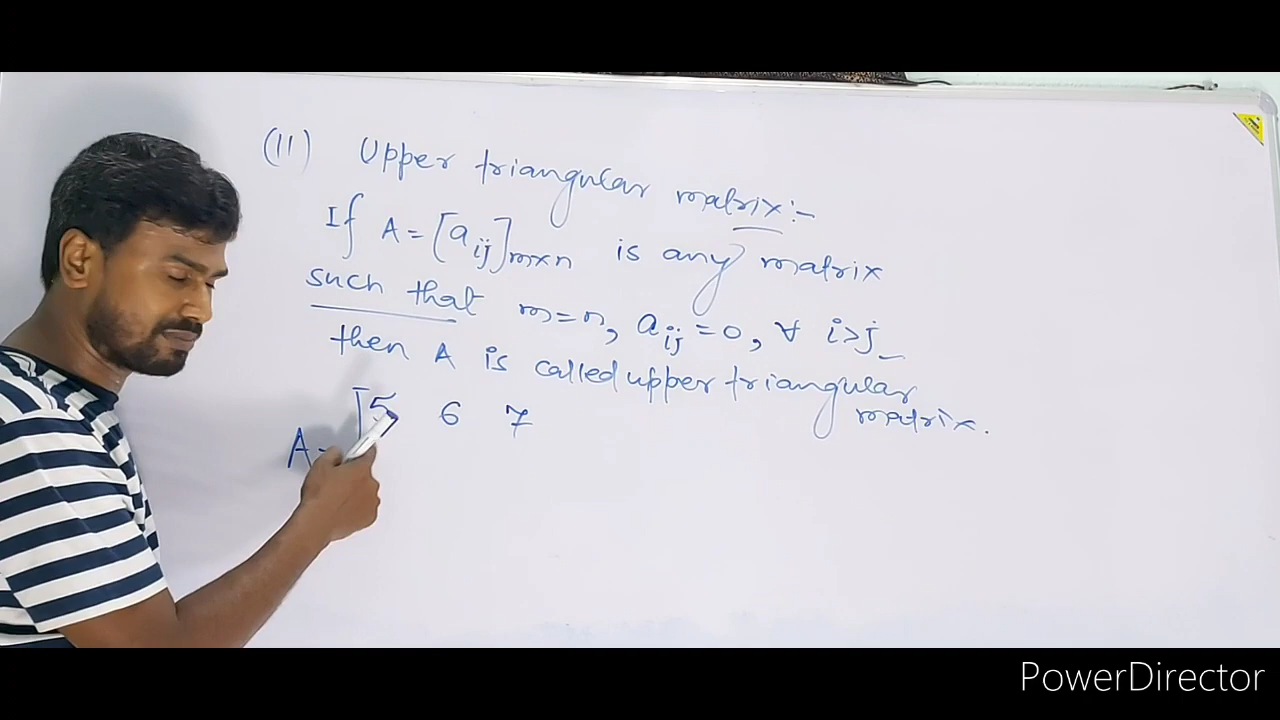 (11) Upper triangular matrix:-
If A = [aij]m×n is any matrix
such that m=n, aij = 0, ∀ i>j
then A is called upper triangular
matrix.
A = [5 6 7
PowerDirector